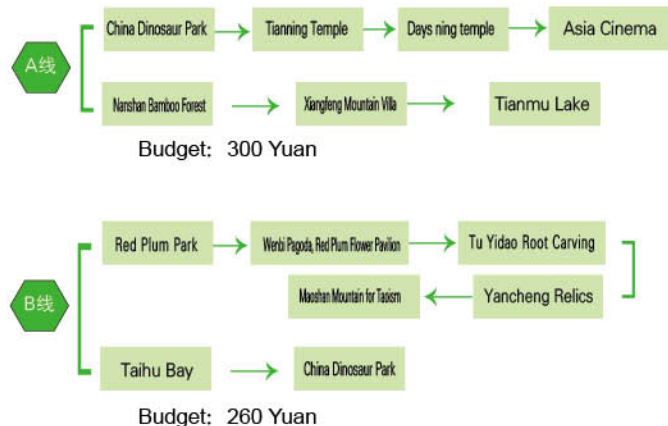 China Dinosaur Park
Tianning Temple
Days ning temple
Asia Cinema
A线
Nanshan Bamboo Forest
Xiangfeng Mountain Villa
Tianmu Lake
Budget: 300 Yuan
Red Plum Park
Wenbi Pagoda, Red Plum Flower Pavilion
Tu Yidao Root Carving
B线
Yancheng Relics
Maoshan Mountain for Taoism
Taihu Bay
China Dinosaur Park
Budget: 260 Yuan